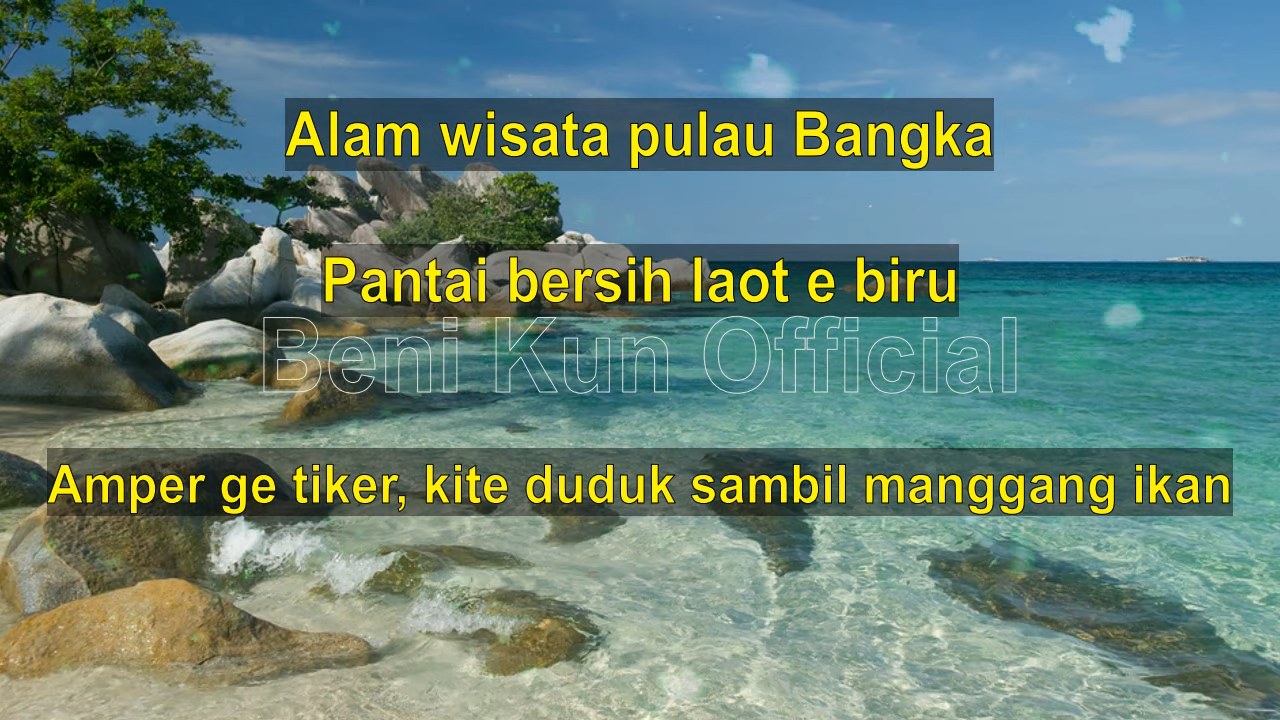 Alam wisata pulau Bangka
Pantai bersih laot e biru
Beni Kun Official
Amper ge tiker, kite duduk sambil manggang ikan